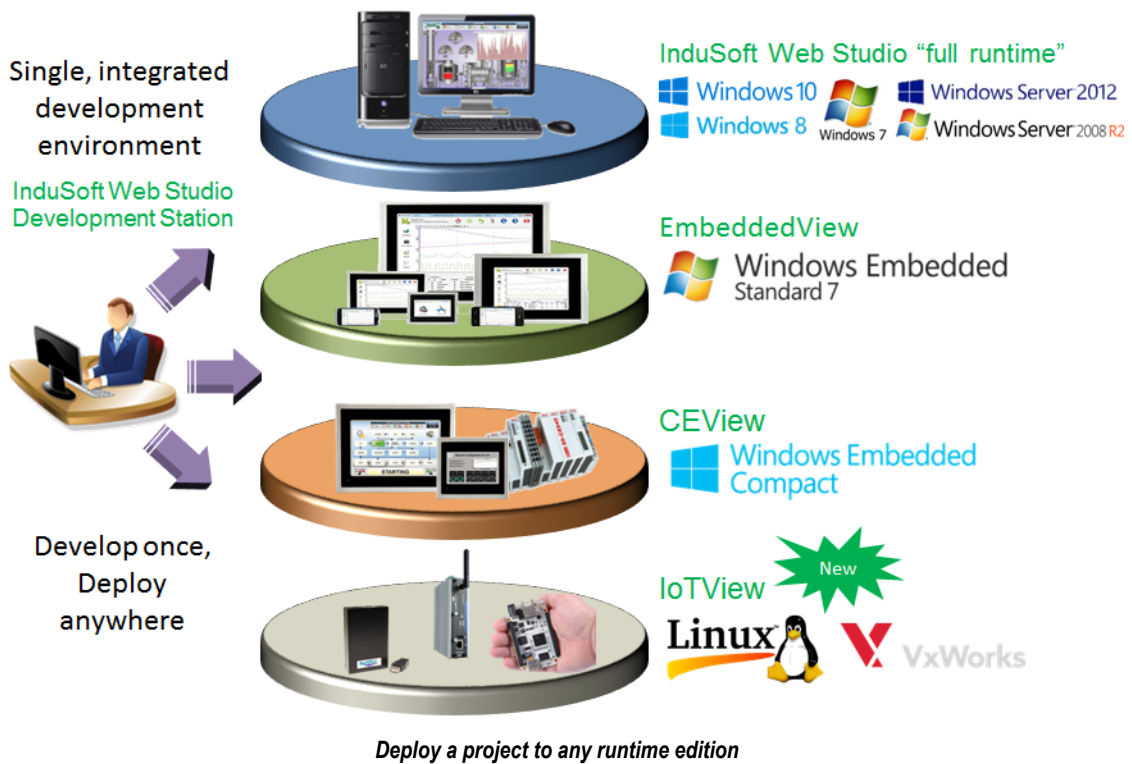 Single, integrated
development
environment
InduSoft Web Studio
Development Station
Develop once,
Deploy
anywhere
InduSoft Web Studio “full runtime”
Windows 10
Windows 8
Windows 7
Windows Server 2012
Windows Server 2008 R2
EmbeddedView
Windows Embedded
Standard 7
CEView
Windows Embedded
Compact
STARTING
IoTView
New
Linux
VxWorks
Deploy a project to any runtime edition